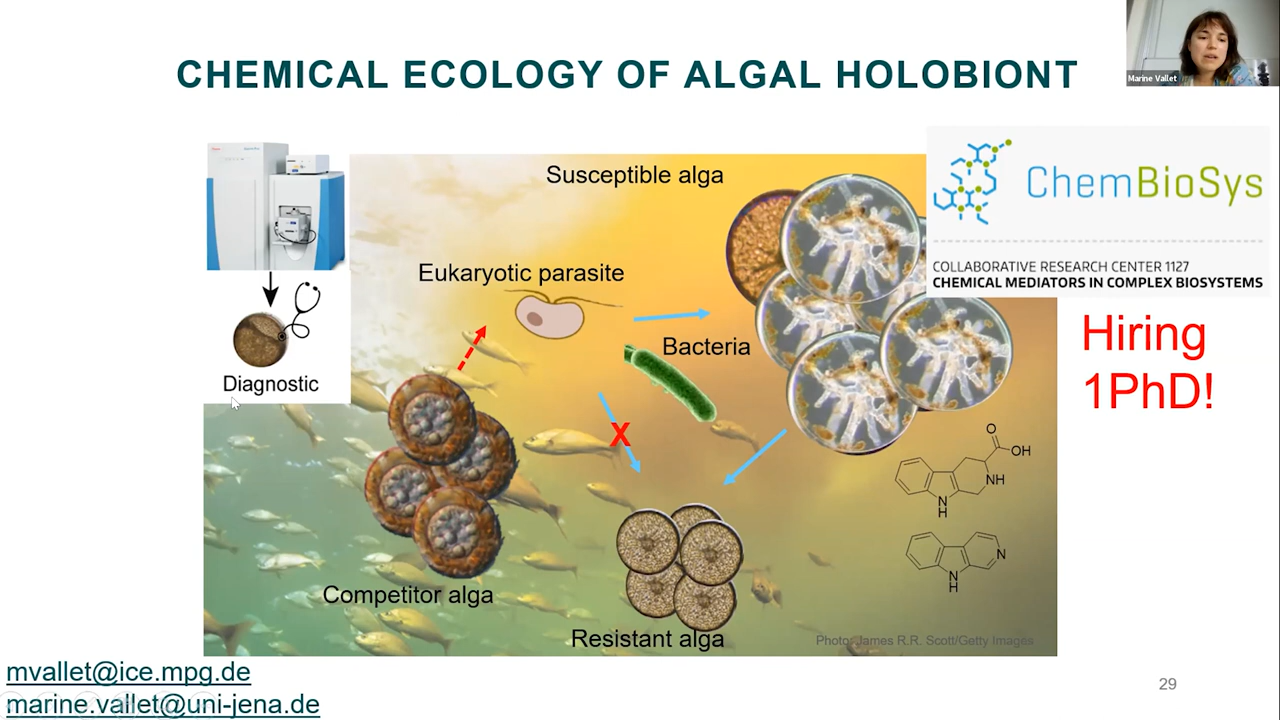 CHEMICAL ECOLOGY OF ALGAL HOLOBIONT
Marine Vallet
Susceptible alga
ChemBioSys
COLLABORATIVE RESEARCH CENTER 1127
CHEMICAL MEDIATORS IN COMPLEX BIOSYSTEMS
Eukaryotic parasite
Hiring
1PhD!
Bacteria
Diagnostic
X
O
OH
NH
N
H
N
N
H
Competitor alga
Resistant alga
Photo: James R.R. Scott/Getty Images
mvallet@ice.mpg.de
marine.vallet@uni-jena.de
29